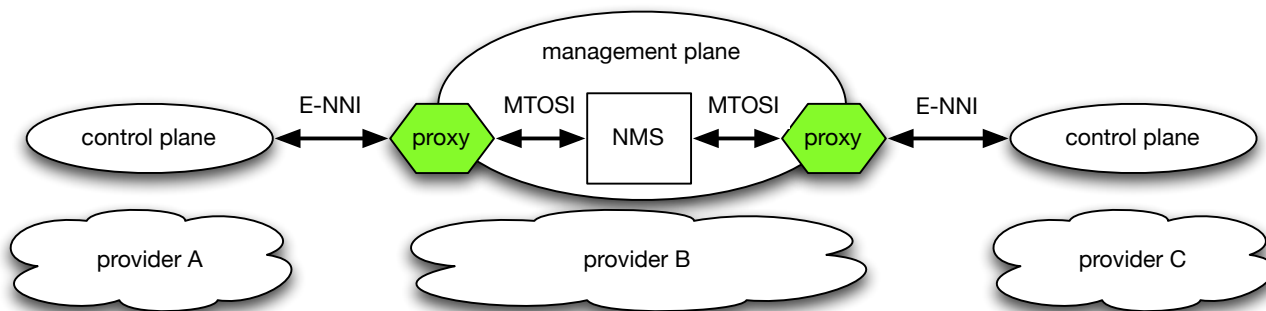 management plane
E-NNI
MTOSI
MTOSI
E-NNI
control plane
proxy
NMS
proxy
control plane
provider A
provider B
provider C